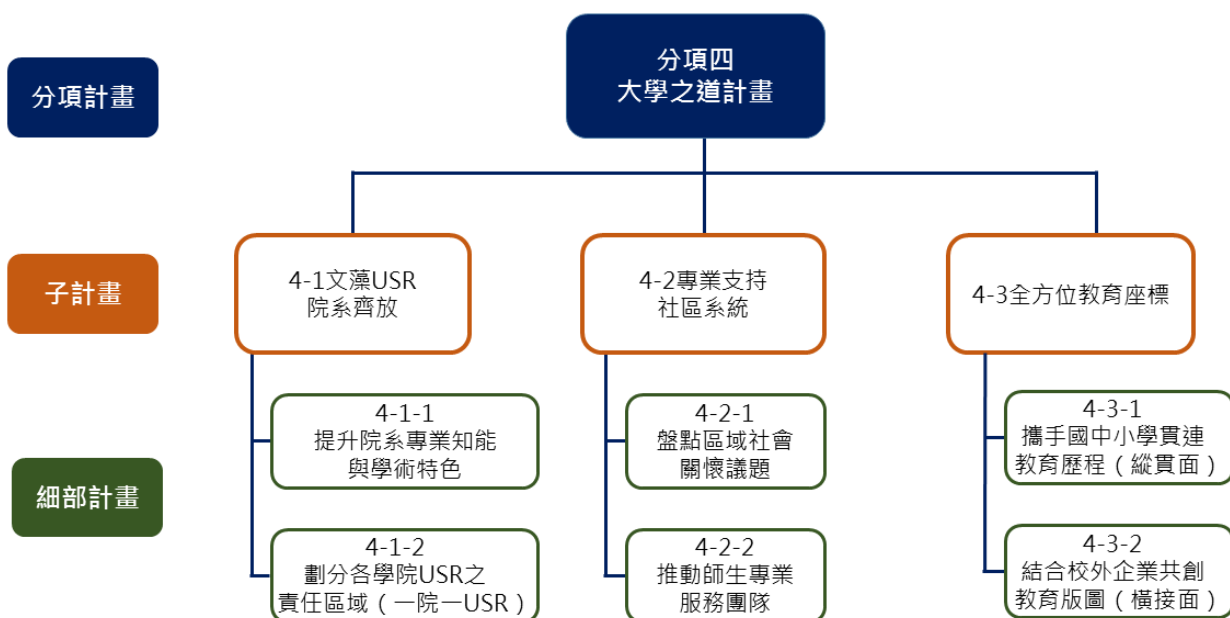 分項計畫
分項四
大學之道計畫
子計畫
4-1文藻USR
院系齊放
4-2專業支持
社區系統
4-3全方位教育座標
細部計畫
4-1-1
提升院系專業知能
與學術特色
4-2-1
盤點區域社會
關懷議題
4-3-1
攜手國中小學貫連
教育歷程（縱貫面）
4-1-2
劃分各學院USR之
責任區域（一院一USR）
4-2-2
推動師生專業
服務團隊
4-3-2
結合校外企業共創
教育版圖（橫接面）